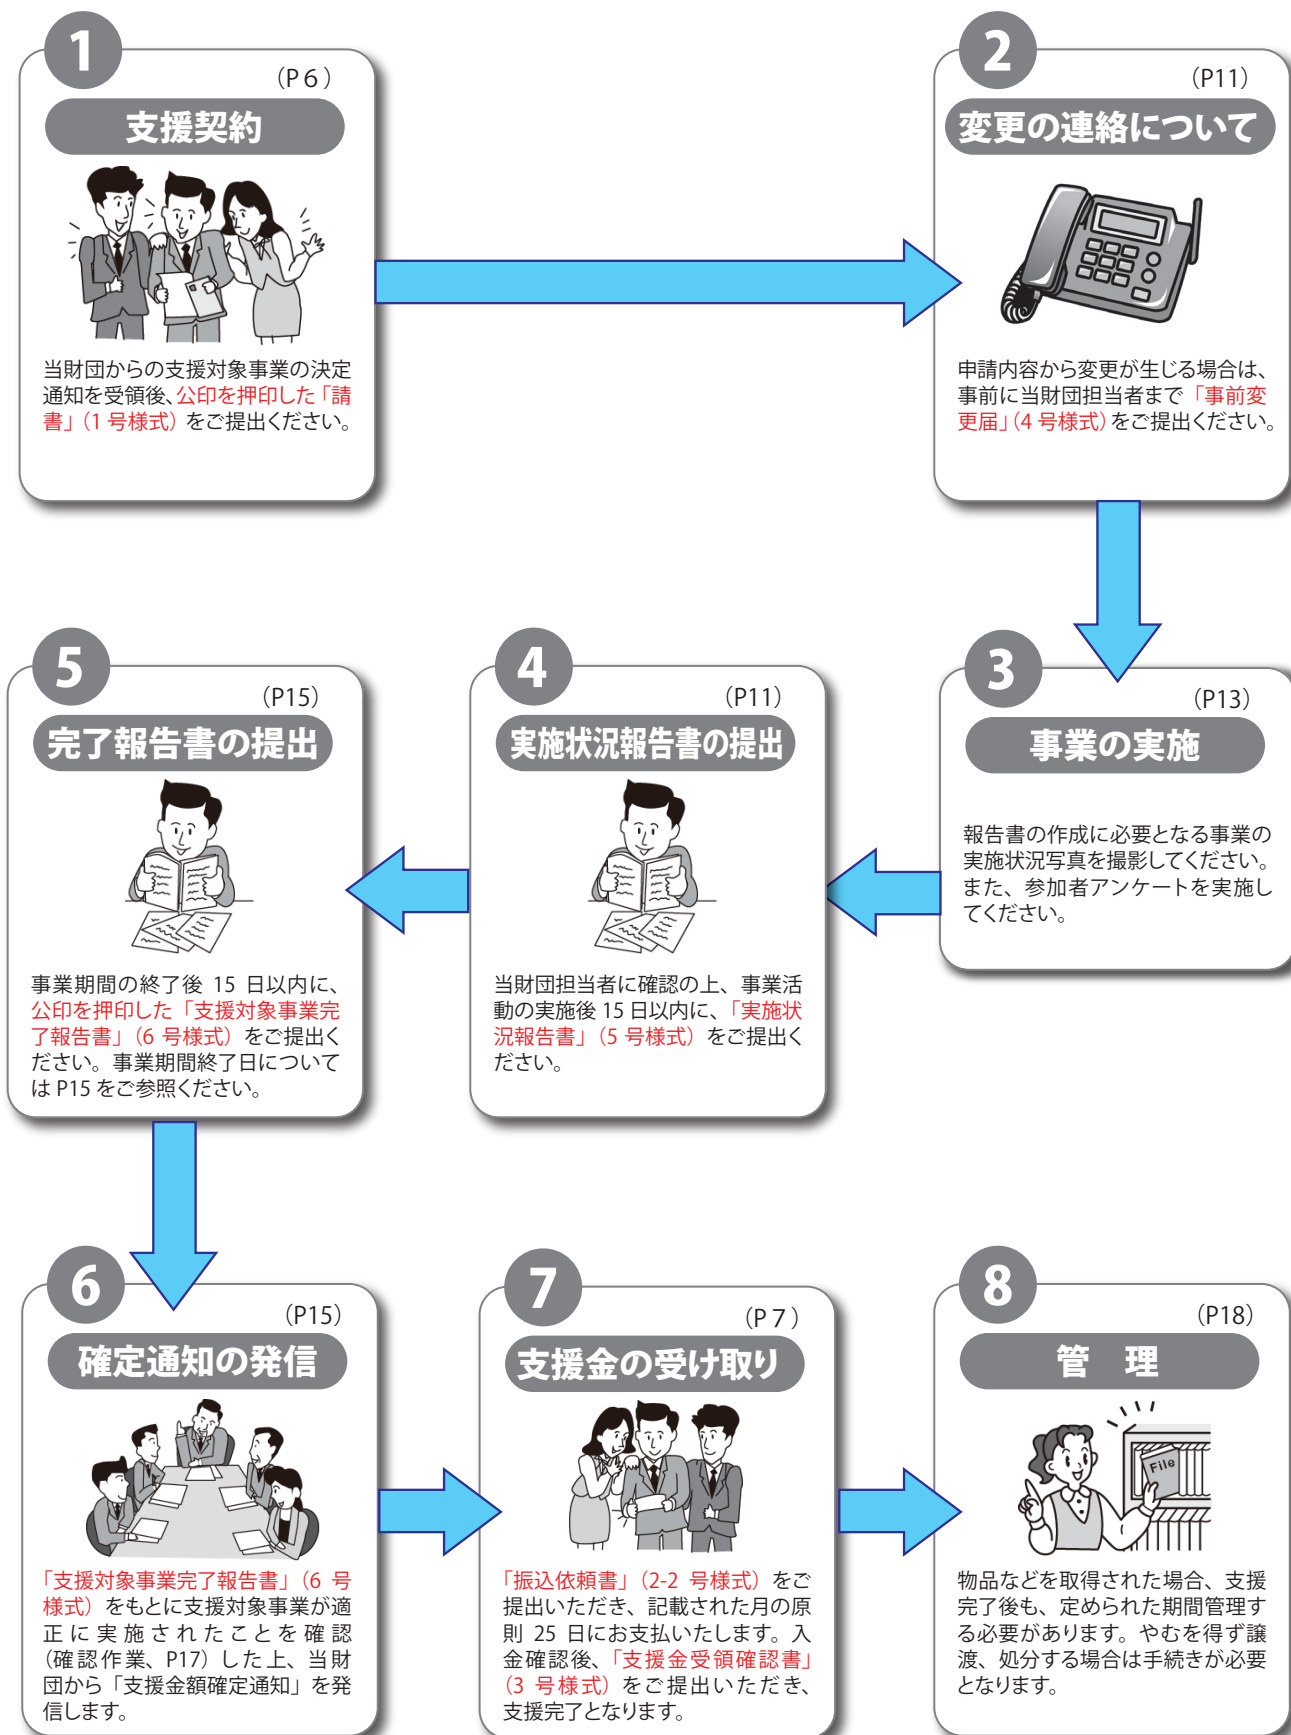 1
（P６）
支援契約
当財団からの支援対象事業の決定
通知を受領後、公印を押印した「請
書」（1 号様式）をご提出ください。
2
（P11）
変更の連絡について
申請内容から変更が生じる場合は、
事前に当財団担当者まで「事前変
更届」（4 号様式）をご提出ください。
3
（P13）
事業の実施
報告書の作成に必要となる事業の
実施状況写真を撮影してください。
また、参加者アンケートを実施し
てください。
4
（P11）
実施状況報告書の提出
当財団担当者に確認の上、事業活
動の実施後 15 日以内に、「実施状
況報告書」（5 号様式）をご提出く
ださい。
5
（P15）
完了報告書の提出
事業期間の終了後 15 日以内に、
公印を押印した「支援対象事業完
了報告書」（6 号様式）をご提出く
ださい。事業期間終了日について
は P15 をご参照ください。
6
（P15）
確定通知の発信
「支援対象事業完了報告書」（6 号
様式）をもとに支援対象事業が適
正に実施されたことを確認
（確認作業、P17）した上、当財
団から「支援金額確定通知」を発
信します。
7
（P７）
支援金の受け取り
「振込依頼書」（2-2 号様式）をご
提出いただき、記載された月の原
則 25 日にお支払いたします。入
金確認後、「支援金受領確認書」
（3 号様式）をご提出いただき、
支援完了となります。
8
（P18）
管　理
File
物品などを取得された場合、支援
完了後も、定められた期間管理す
る必要があります。やむを得ず譲
渡、処分する場合は手続きが必要
となります。